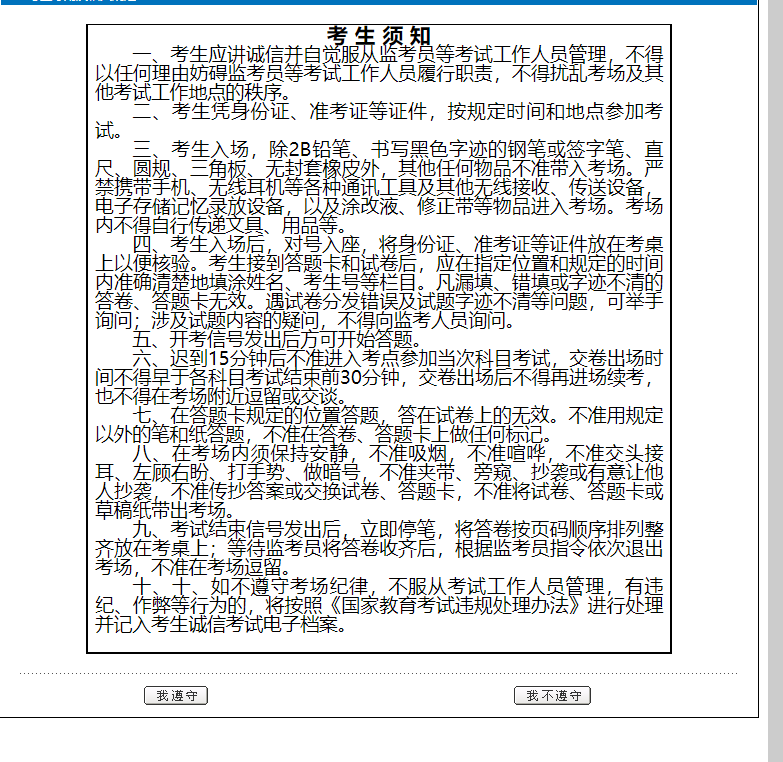 考 生 须 知
一、考生应讲诚信并自觉服从监考员等考试工作人员管理，不得
以任何理由妨碍监考员等考试工作人员履行职责，不得扰乱考场及其
他考试工作地点的秩序。
二、考生凭身份证、准考证等证件，按规定时间和地点参加考
试。
三、考生入场，除2B铅笔、书写黑色字迹的钢笔或签字笔、直
尺、圆规、三角板、无封套橡皮外，其他任何物品不准带入考场。严
禁携带手机、无线耳机等各种通讯工具及其他无线接收、传送设备，
电子存储记忆录放设备，以及涂改液、修正带等物品进入考场。考场
内不得自行传递文具、用品等。
四、考生入场后，对号入座，将身份证、准考证等证件放在考桌
上以便核验。考生接到答题卡和试卷后，应在指定位置和规定的时间
内准确清楚地填涂姓名、考生号等栏目。凡漏填、错填或字迹不清的
答卷、答题卡无效。遇试卷分发错误及试题字迹不清等问题，可举手
询问；涉及试题内容的疑问，不得向监考人员询问。
五、开考信号发出后方可开始答题。
六、迟到15分钟后不准进入考点参加当次科目考试，交卷出场时
间不得早于各科目考试结束前30分钟，交卷出场后不得再进场续考，
也不得在考场附近逗留或交谈。
七、在答题卡规定的位置答题，答在试卷上的无效。不准用规定
以外的笔和纸答题，不准在答卷、答题卡上做任何标记。
八、在考场内须保持安静，不准吸烟，不准喧哗，不准交头接
耳、左顾右盼、打手势、做暗号，不准夹带、旁窥、抄袭或有意让他
人抄袭，不准传抄答案或交换试卷、答题卡，不准将试卷、答题卡或
草稿纸带出考场。
九、考试结束信号发出后，立即停笔，将答卷按页码顺序排列整
齐放在考桌上；等待监考员将答卷收齐后，根据监考员指令依次退出
考场，不准在考场逗留。
十、十、如不遵守考场纪律，不服从考试工作人员管理，有违
纪、作弊等行为的，将按照《国家教育考试违规处理办法》进行处理
并记入考生诚信考试电子档案。
我遵守
我不遵守